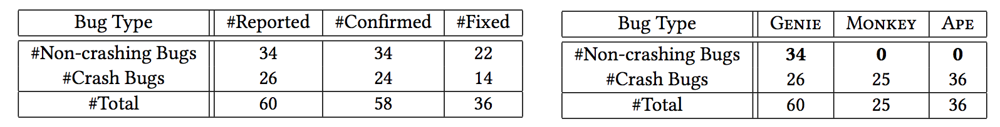 Bug Type #Reported #Confirmed #Fixed
#Non-crashing Bugs 34 34 22
#Crash Bugs 26 24 14
#Total 60 58 36
Bug Type GENIE MONKEY APE
#Non-crashing Bugs 34 0 0
#Crash Bugs 26 25 36
#Total 60 25 36